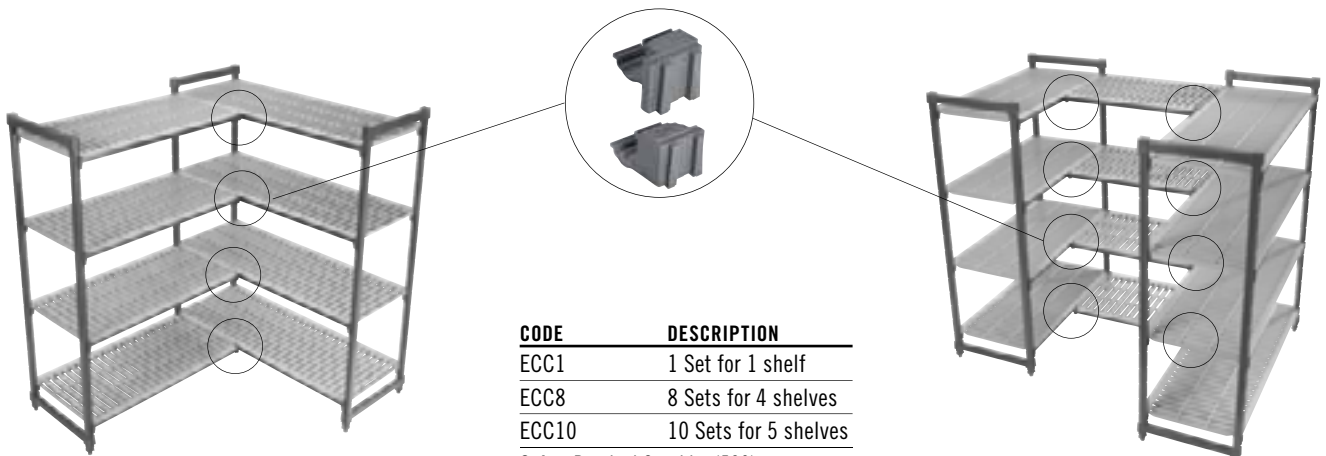 CODE DESCRIPTION
ECC1 1 Set for 1 shelf
ECC8 8 Sets for 4 shelves
ECC10 10 Sets for 5 shelves